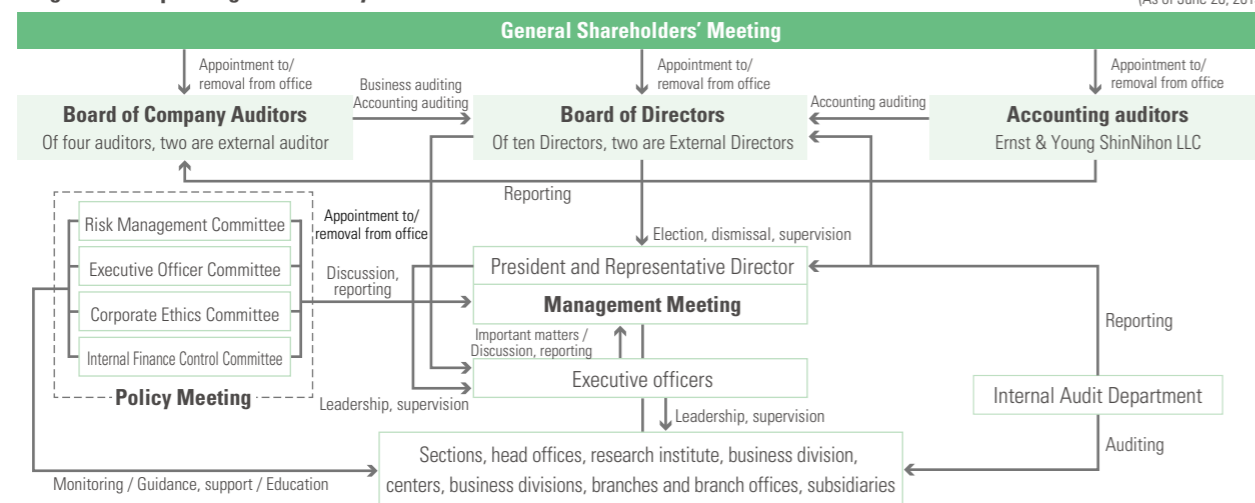 General Shareholders' Meeting
Appointment to/
removal from office
Appointment to/
removal from office
Appointment to/
removal from office
Business auditing
Accounting auditing
Accounting auditing
Board of Company Auditors
Of four auditors, two are external auditor
Board of Directors
Of ten Directors, two are External Directors
Accounting auditors
Ernst & Young ShinNihon LLC
Reporting
Risk Management Committee
Executive Officer Committee
Corporate Ethics Committee
Internal Finance Control Committee
Policy Meeting
Appointment to/
removal from office
Discussion,
reporting
Election, dismissal, supervision
President and Representative Director
Management Meeting
Important matters /
Discussion, reporting
Executive officers
Leadership, supervision
Leadership, supervision
Reporting
Internal Audit Department
Auditing
Sections, head offices, research institute, business division,
centers, business divisions, branches and branch offices, subsidiaries
Monitoring / Guidance, support / Education